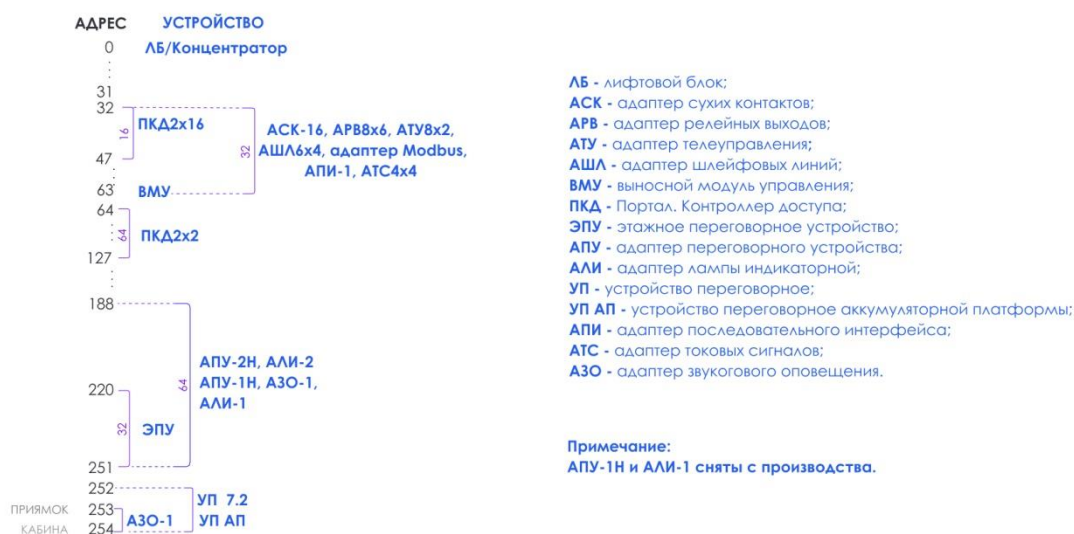 АДРЕС УСТРОЙСТВО
0 ЛБ/Концентратор
31
32
16
ПКД2х16
47
32
АСК-16, АРВ8х6, АТУ8х2,
АШЛ6х4, адаптер Modbus,
АПИ-1, АТС4х4
63 ВМУ
64
64
ПКД2х2
127
188
64
АПУ-2Н, АЛИ-2
АПУ-1Н, АЗО-1,
АЛИ-1
220
32
ЭПУ
251
252
УП 7.2
УП АП
ПРИЯМОК 253
АЗО-1
КАБИНА 254
ЛБ - лифтовой блок;
АСК - адаптер сухих контактов;
АРВ - адаптер релейных выходов;
АТУ - адаптер телеуправления;
АШЛ - адаптер шлейфовых линий;
ВМУ - выносной модуль управления;
ПКД - Портал. Контроллер доступа;
ЭПУ - этажное переговорное устройство;
АПУ - адаптер переговорного устройства;
АЛИ - адаптер лампы индикаторной;
УП - устройство переговорное;
УП АП - устройство переговорное аккумуляторной платформы;
АПИ - адаптер последовательного интерфейса;
АТС - адаптер токовых сигналов;
АЗО - адаптер звукогового оповещения.
Примечание:
АПУ-1Н и АЛИ-1 сняты с производства.